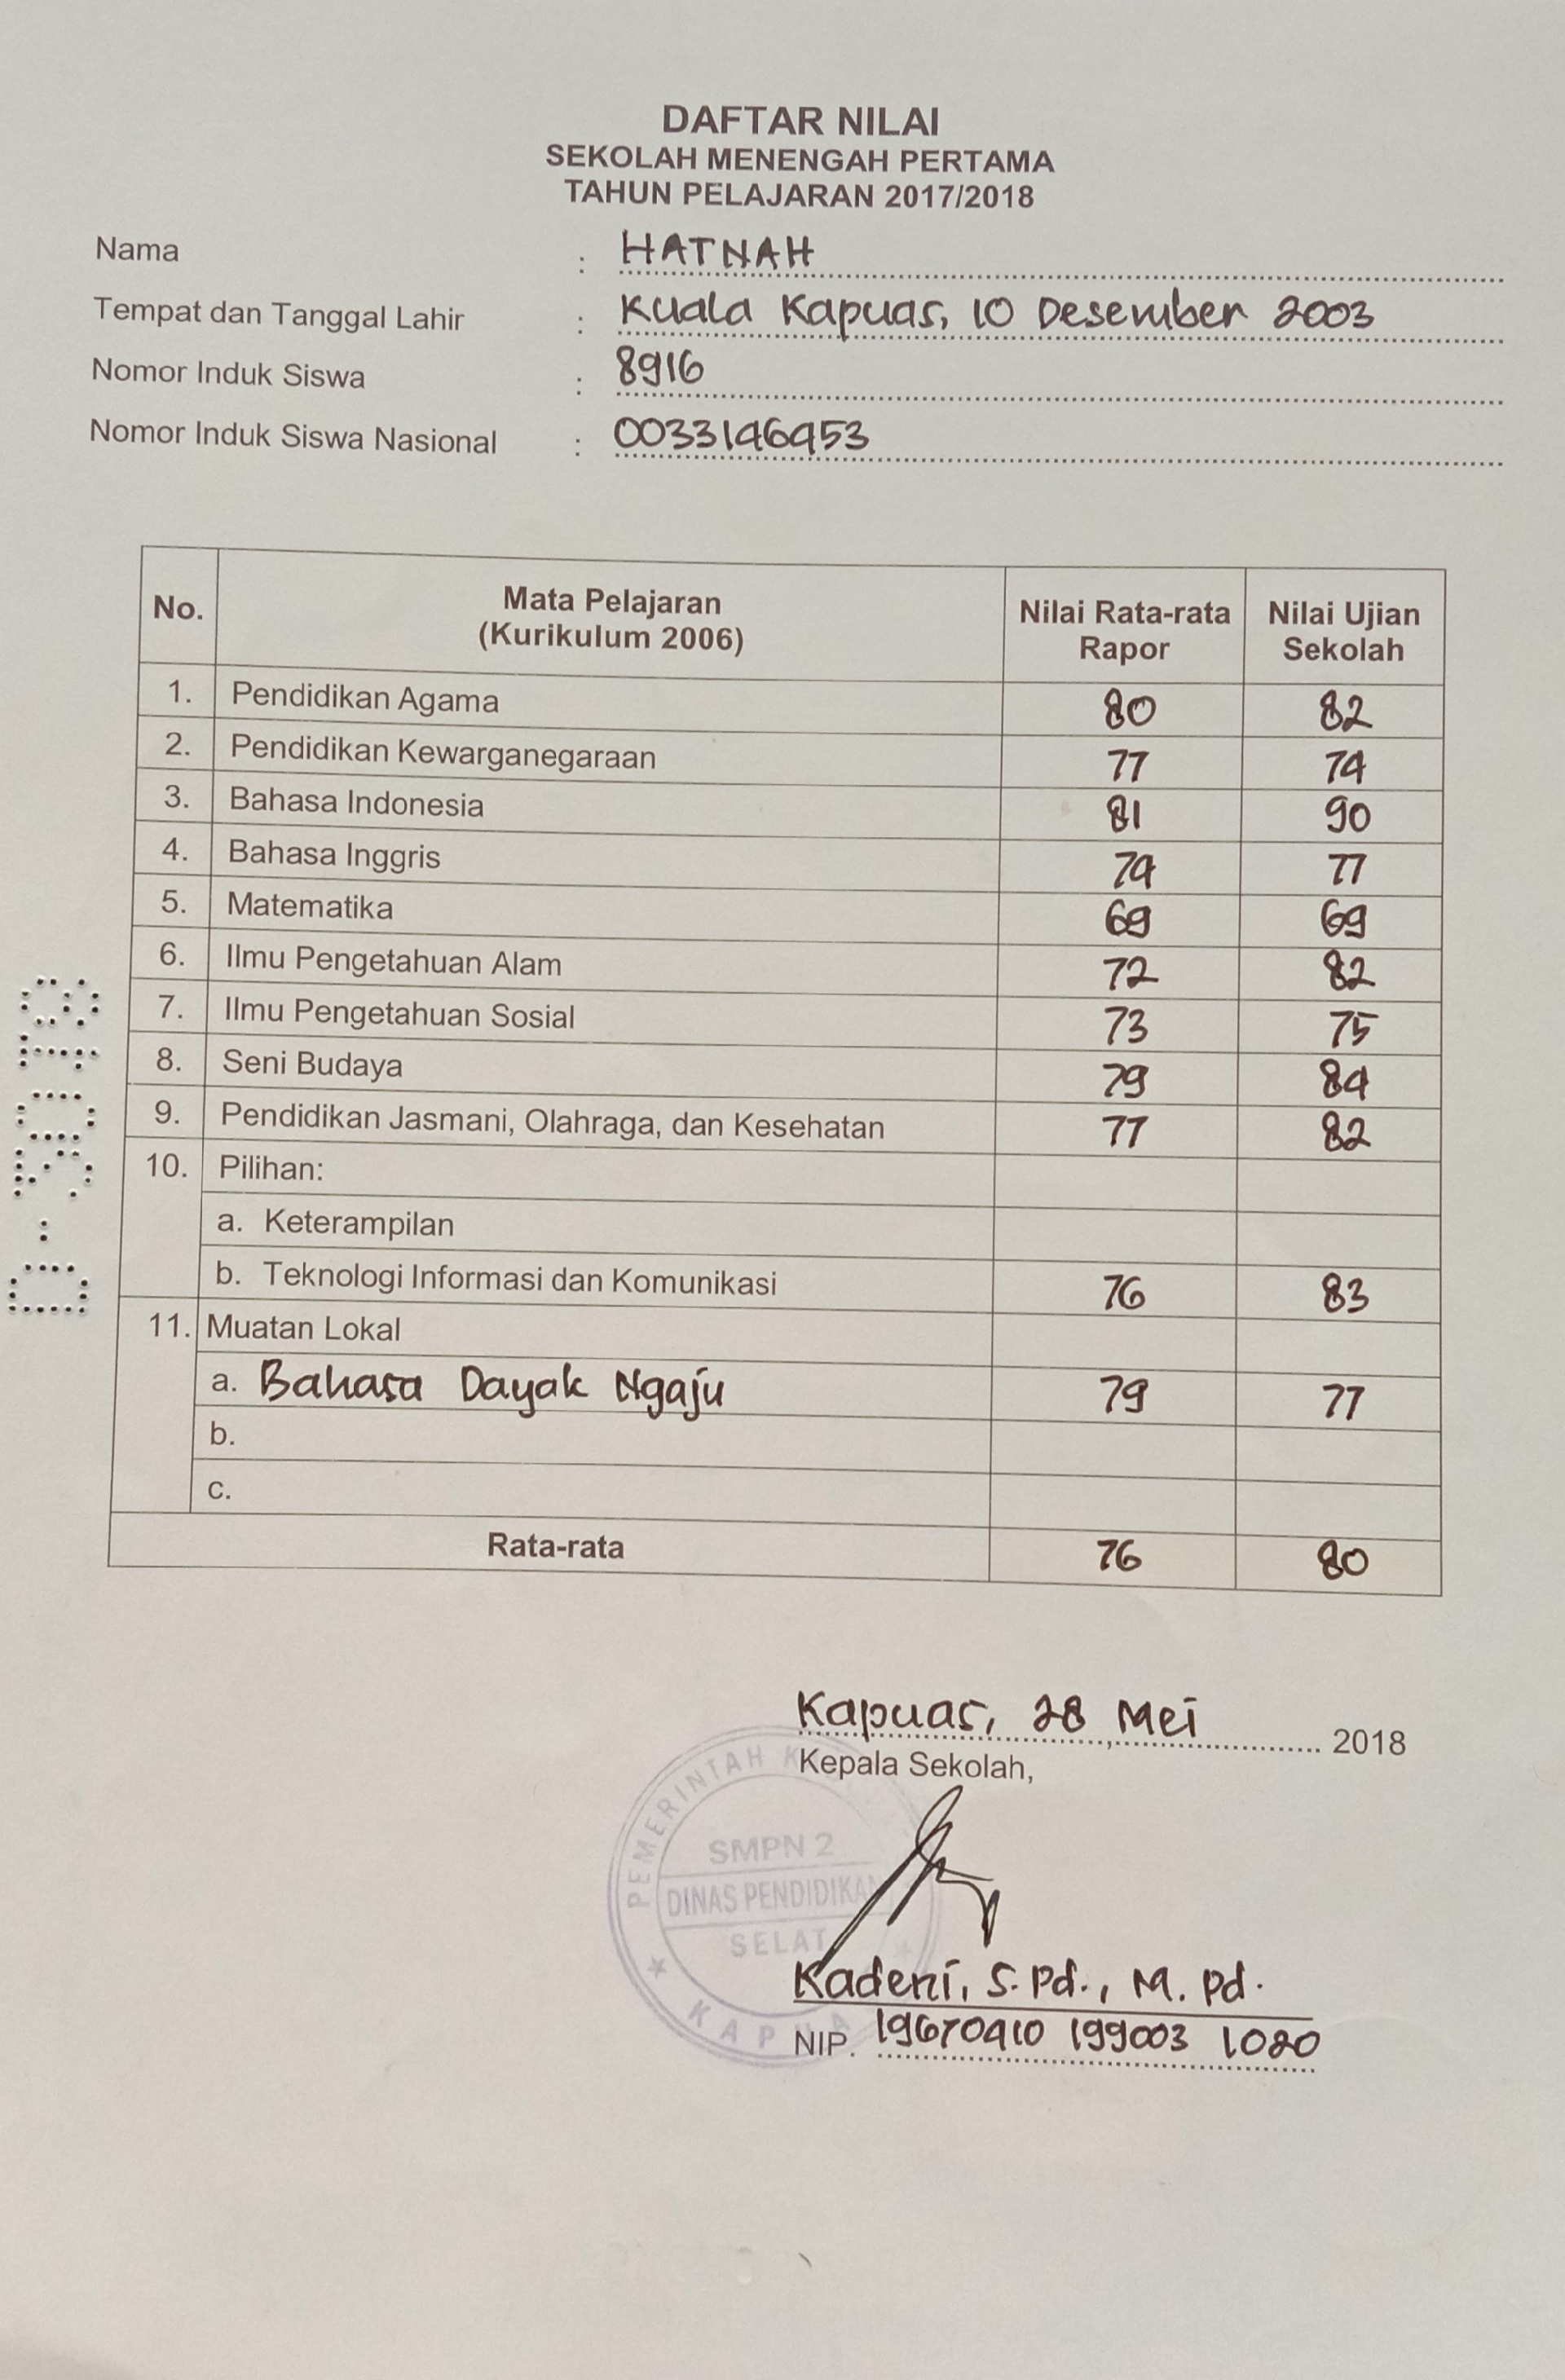 DAFTAR NILAI
SEKOLAH MENENGAH PERTAMA
TAHUN PELAJARAN 2017/2018
Nama : HATNAH
Tempat dan Tanggal Lahir : Kuala Kapuas, 10 Desember 2003
Nomor Induk Siswa : 8916
Nomor Induk Siswa Nasional : 0033146453
No. Mata Pelajaran (Kurikulum 2006) Nilai Rata-rata Rapor Nilai Ujian Sekolah
1. Pendidikan Agama 80 82
2. Pendidikan Kewarganegaraan 77 74
3. Bahasa Indonesia 81 90
4. Bahasa Inggris 74 77
5. Matematika 69 69
6. Ilmu Pengetahuan Alam 72 82
7. Ilmu Pengetahuan Sosial 73 75
8. Seni Budaya 79 84
9. Pendidikan Jasmani, Olahraga, dan Kesehatan 77 82
10. Pilihan:
a. Keterampilan
b. Teknologi Informasi dan Komunikasi 76 83
11. Muatan Lokal
a. Bahasa Dayak Ngaju 79 77
b.
c.
Rata-rata 76 80
Kapuas, 28 Mei 2018
Kepala Sekolah,
PEMERINTAH
SMPN 2
DINAS PENDIDIKAN
SELAT
Kadeni, S.Pd., M.Pd.
NIP. 19670410 199003 1020